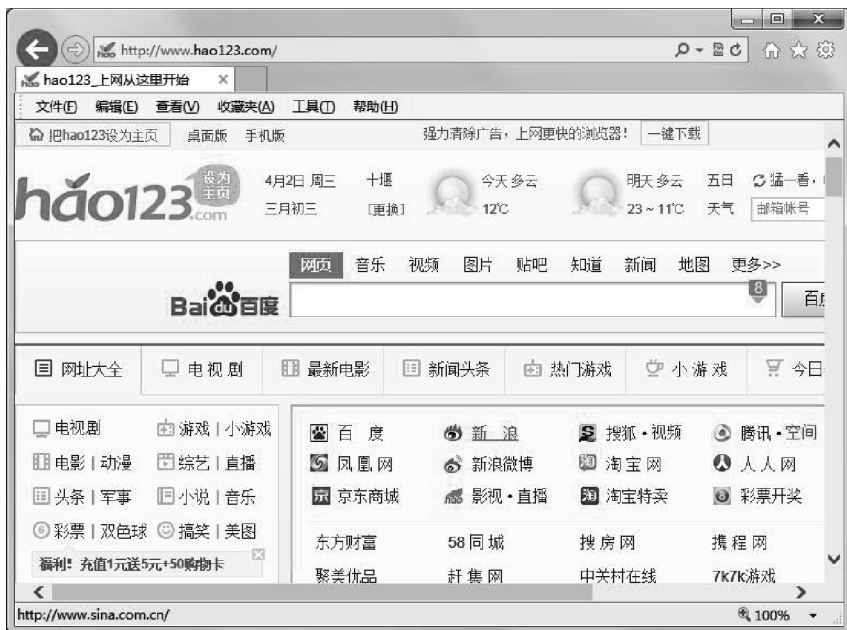 http://www.hao123.com/
hao123_上网从这里开始
文件(F) 编辑(E) 查看(V) 收藏夹(A) 工具(T) 帮助(H)
把hao123设为主页 桌面版 手机版 强力清除广告，上网更快的浏览器！ 一键下载
hao123.com 设为主页 4月2日 周三 十堰 今天 多云 明天 多云 五日 猛一看，
三月初三 [更换] 12℃ 23～11℃ 天气 邮箱帐号
网页 音乐 视频 图片 贴吧 知道 新闻 地图 更多>>
Bai du 百度 8
网址大全 电视剧 最新电影 新闻头条 热门游戏 小游戏 今日
电视剧 游戏 | 小游戏 百度 新浪 搜狐·视频 腾讯·空间
电影 | 动漫 综艺 | 直播 凤凰网 新浪微博 淘宝网 人人网
头条 | 军事 小说 | 音乐 京东商城 影视·直播 淘宝特卖 彩票开奖
彩票 | 双色球 搞笑 | 美图 东方财富 58同城 搜房网 携程网
福利！充值1元送5元+50购物卡 聚美优品 赶集网 中关村在线 7K7K游戏
http://www.sina.com.cn/ 100%